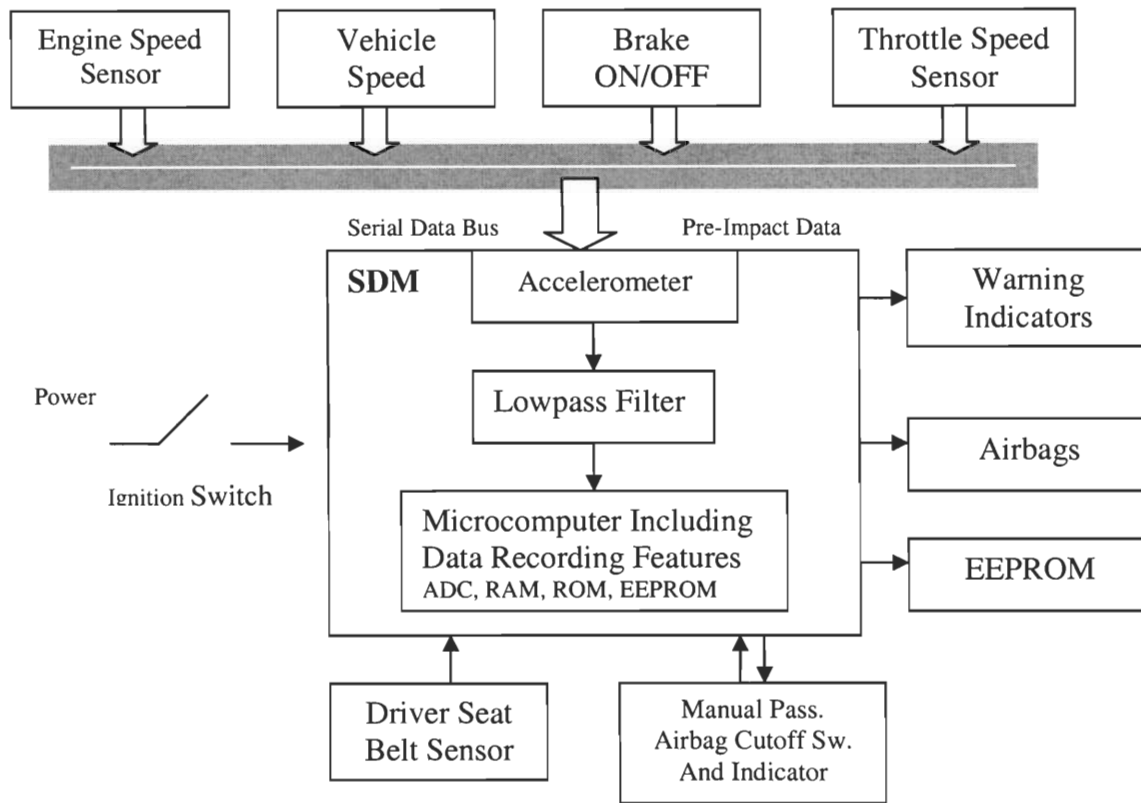 Engine Speed
Sensor
Vehicle
Speed
Brake
ON/OFF
Throttle Speed
Sensor
Serial Data Bus
Pre-Impact Data
SDM
Accelerometer
Warning
Indicators
Lowpass Filter
Power
Airbags
Ignition Switch
Microcomputer Including
Data Recording Features
ADC, RAM, ROM, EEPROM
EEPROM
Driver Seat
Belt Sensor
Manual Pass.
Airbag Cutoff Sw.
And Indicator